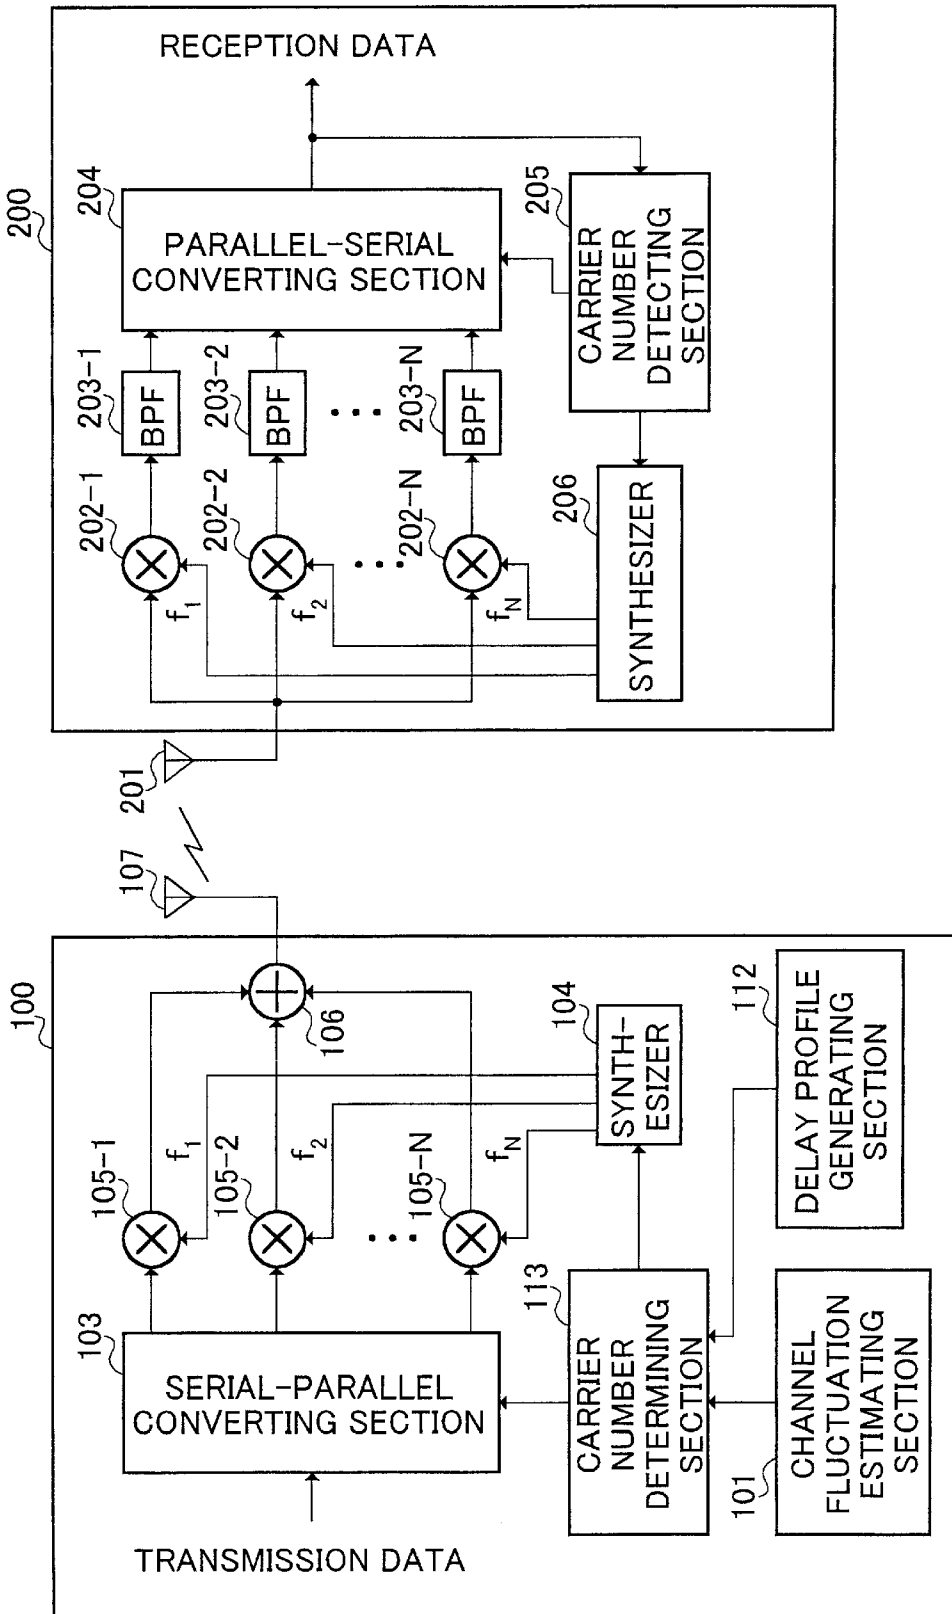 100
TRANSMISSION DATA
103
SERIAL-PARALLEL
CONVERTING SECTION
105-1
f1
105-2
f2
• • •
105-N
fN
106
107
113
CARRIER
NUMBER
DETERMINING
SECTION
104
SYNTH-
ESIZER
101
CHANNEL
FLUCTUATION
ESTIMATING
SECTION
112
DELAY PROFILE
GENERATING
SECTION
200
201
202-1
f1
202-2
f2
• • •
202-N
fN
203-1
BPF
203-2
BPF
• • •
203-N
BPF
204
PARALLEL-SERIAL
CONVERTING SECTION
RECEPTION DATA
205
CARRIER
NUMBER
DETECTING
SECTION
206
SYNTHESIZER